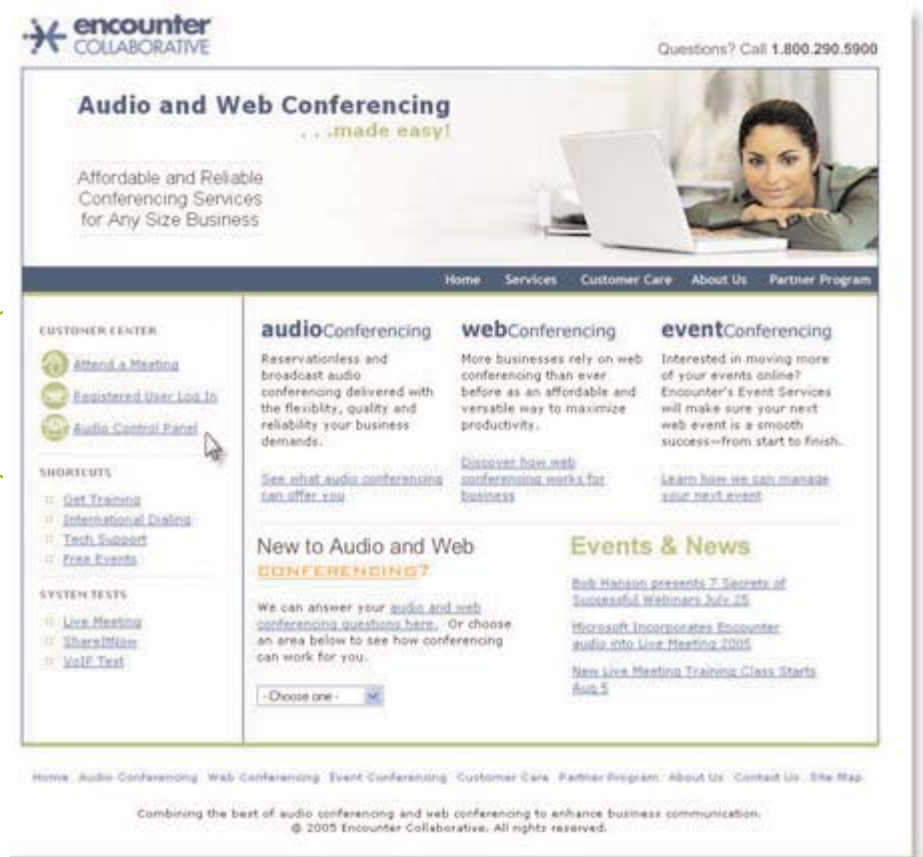 encounter
COLLABORATIVE
Questions? Call 1.800.290.5900
Audio and Web Conferencing
. . .made easy!
Affordable and Reliable
Conferencing Services
for Any Size Business
Home Services Customer Care About Us Partner Program
CUSTOMER CENTER
Attend a Meeting
Registered User Log In
Audio Control Panel
SHORTCUTS
:: Get Training
:: International Dialing
:: Tech Support
:: Free Events
SYSTEM TESTS
:: Live Meeting
:: ShareItNow
:: VoIP Test
audioConferencing
Reservationless and
broadcast audio
conferencing delivered with
the flexiblity, quality and
reliability your business
demands.
See what audio conferencing
can offer you
webConferencing
More businesses rely on web
conferencing than ever
before as an affordable and
versatile way to maximize
productivity.
Discover how web
conferencing works for
business
eventConferencing
Interested in moving more
of your events online?
Encounter's Event Services
will make sure your next
web event is a smooth
success—from start to finish.
Learn how we can manage
your next event
New to Audio and Web
CONFERENCING?
We can answer your audio and web
conferencing questions here. Or choose
an area below to see how conferencing
can work for you.
- Choose one -
Events & News
Bob Hanson presents 7 Secrets of
Successful Webinars July 25
Microsoft Incorporates Encounter
audio into Live Meeting 2005
New Live Meeting Training Class Starts
Aug 5
Home Audio Conferencing Web Conferencing Event Conferencing Customer Care Partner Program About Us Contact Us Site Map
Combining the best of audio conferencing and web conferencing to enhance business communication.
© 2005 Encounter Collaborative. All rights reserved.